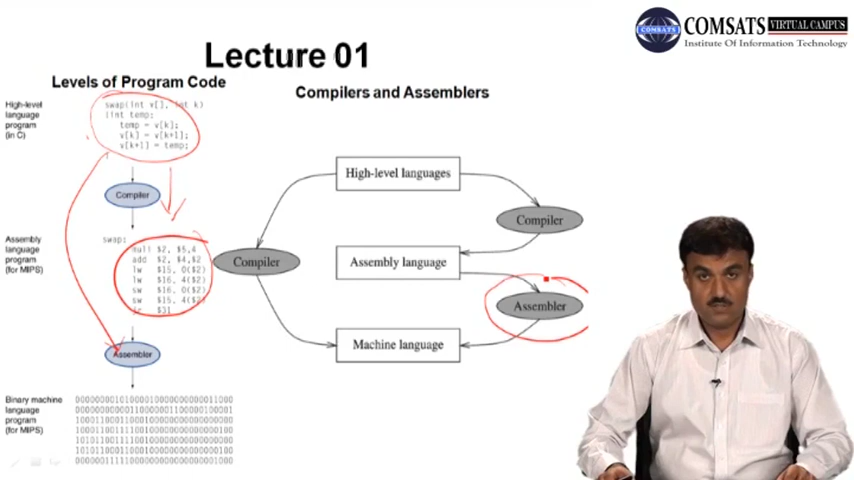 COMSATS VIRTUAL CAMPUS
Institute Of Information Technology
COMSATS
Lecture 01
Levels of Program Code
Compilers and Assemblers
High-level
language
program
(in C)
swap(int v[], int k)
{int temp;
temp = v[k];
v[k] = v[k+1];
v[k+1] = temp;
Compiler
Assembly
language
program
(for MIPS)
swap:
$2, $5,4
add $2, $4,$2
lw $15, 0($2)
lw $16, 4($2)
sw $16, 0($2)
sw $15, 4($2)
$31
Assembler
Binary machine
language
program
(for MIPS)
High-level languages
Compiler
Compiler
Assembly language
Assembler
Machine language